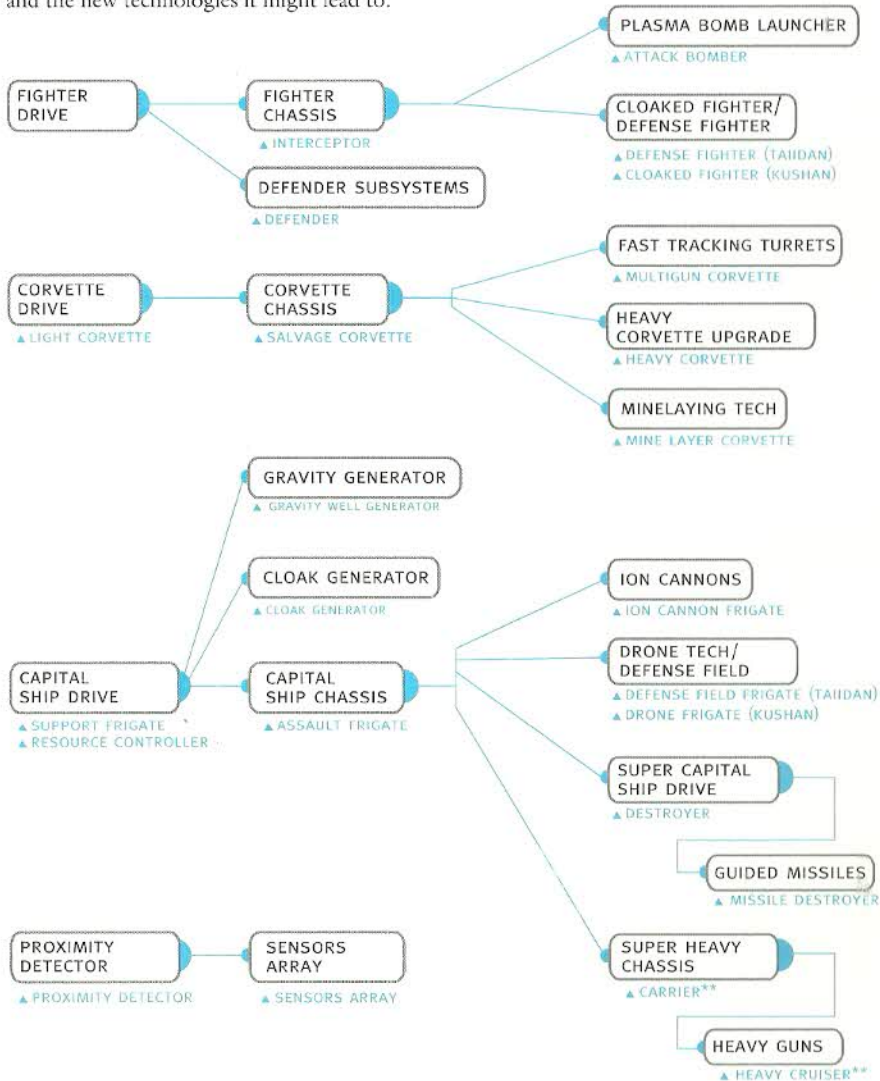 and the new technologies it might lead to.
PLASMA BOMB LAUNCHER
▲ ATTACK BOMBER
FIGHTER
DRIVE
FIGHTER
CHASSIS
▲ INTERCEPTOR
CLOAKED FIGHTER/
DEFENSE FIGHTER
▲ DEFENSE FIGHTER (TAIIDAN)
▲ CLOAKED FIGHTER (KUSHAN)
DEFENDER SUBSYSTEMS
▲ DEFENDER
CORVETTE
DRIVE
▲ LIGHT CORVETTE
CORVETTE
CHASSIS
▲ SALVAGE CORVETTE
FAST TRACKING TURRETS
▲ MULTIGUN CORVETTE
HEAVY
CORVETTE UPGRADE
▲ HEAVY CORVETTE
MINELAYING TECH
▲ MINE LAYER CORVETTE
GRAVITY GENERATOR
▲ GRAVITY WELL GENERATOR
CLOAK GENERATOR
▲ CLOAK GENERATOR
CAPITAL
SHIP DRIVE
▲ SUPPORT FRIGATE
▲ RESOURCE CONTROLLER
CAPITAL
SHIP CHASSIS
▲ ASSAULT FRIGATE
ION CANNONS
▲ ION CANNON FRIGATE
DRONE TECH/
DEFENSE FIELD
▲ DEFENSE FIELD FRIGATE (TAIIDAN)
▲ DRONE FRIGATE (KUSHAN)
SUPER CAPITAL
SHIP DRIVE
▲ DESTROYER
GUIDED MISSILES
▲ MISSILE DESTROYER
PROXIMITY
DETECTOR
▲ PROXIMITY DETECTOR
SENSORS
ARRAY
▲ SENSORS ARRAY
SUPER HEAVY
CHASSIS
▲ CARRIER**
HEAVY GUNS
▲ HEAVY CRUISER**